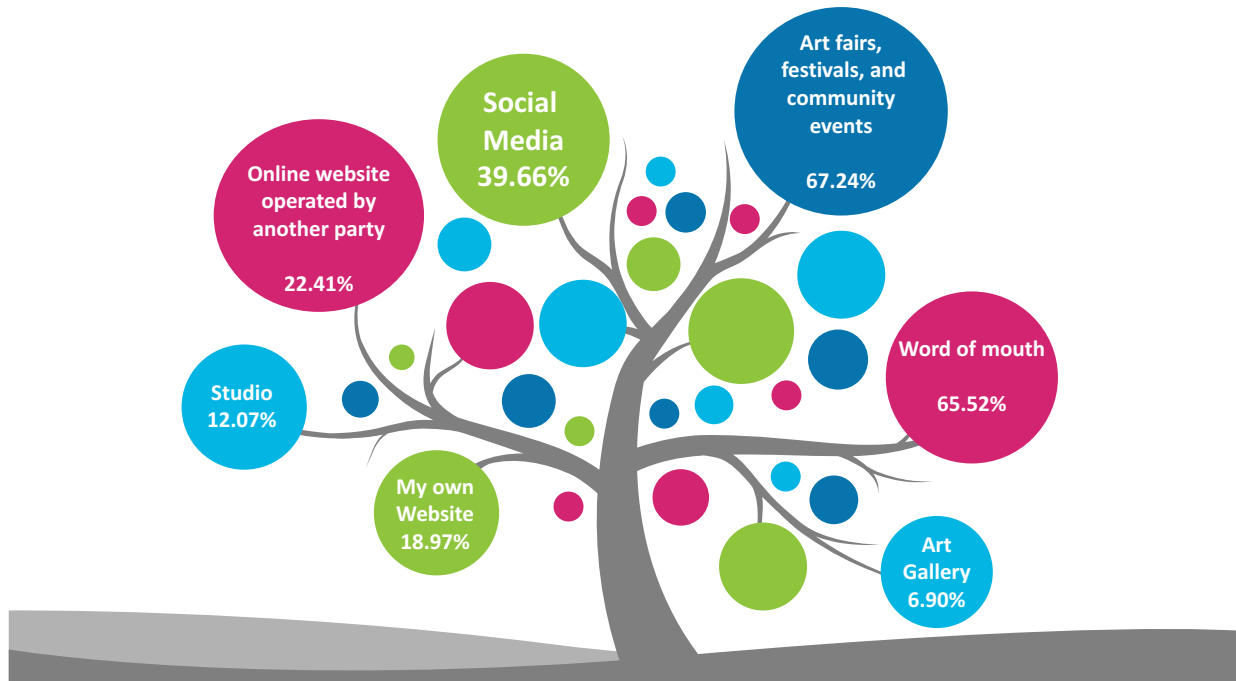 Art fairs,
festivals, and
community
events
67.24%
Social
Media
39.66%
Online website
operated by
another party
22.41%
Word of mouth
65.52%
Studio
12.07%
My own
Website
18.97%
Art
Gallery
6.90%